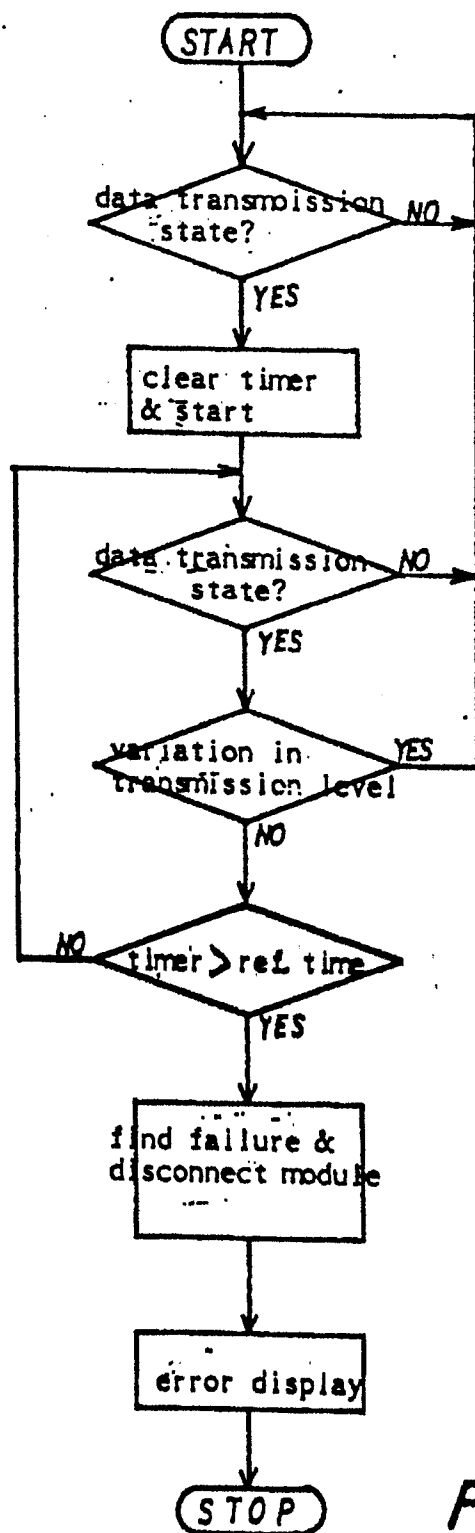 START
data transmoission NO
state?
YES
clear timer
& start
data transmission NO
state?
YES
variation in YES
transmission level
NO
NO timer > ref. time
YES
find failure &
disconnect module
error display
STOP